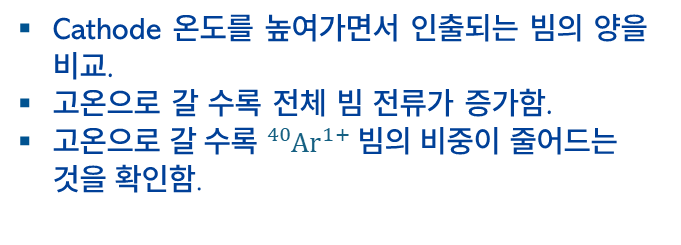 ▪ Cathode 온도를 높여가면서 인출되는 빔의 양을
비교.
▪ 고온으로 갈 수록 전체 빔 전류가 증가함.
▪ 고온으로 갈 수록 ⁴⁰Ar¹⁺ 빔의 비중이 줄어드는
것을 확인함.